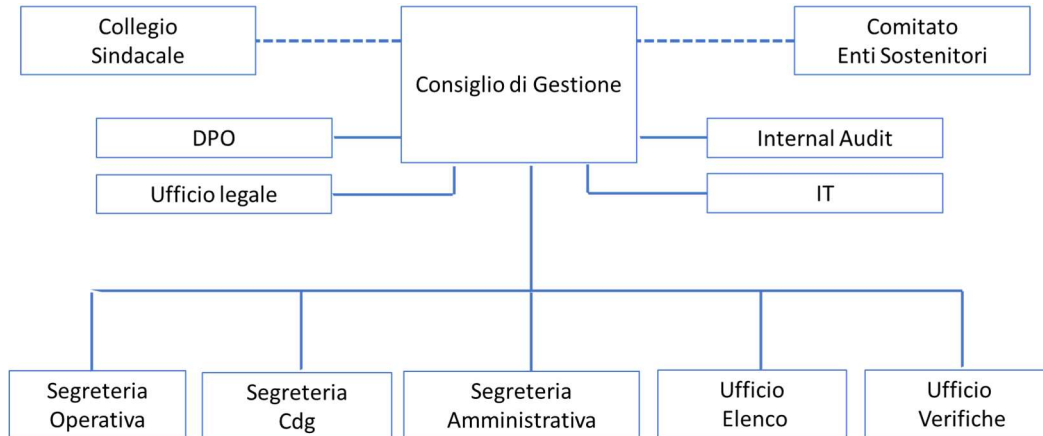 Collegio
Sindacale
Consiglio di Gestione
Comitato
Enti Sostenitori
DPO
Internal Audit
Ufficio legale
IT
Segreteria
Operativa
Segreteria
Cdg
Segreteria
Amministrativa
Ufficio
Elenco
Ufficio
Verifiche